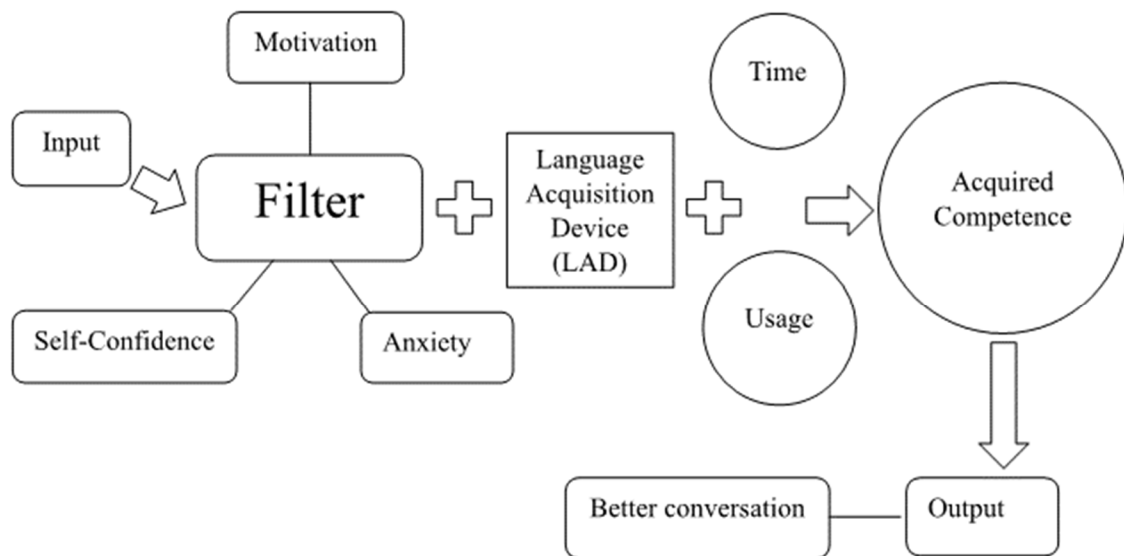 Motivation
Input
Filter
Self-Confidence
Anxiety
Language
Acquisition
Device
(LAD)
Time
Usage
Acquired
Competence
Better conversation
Output